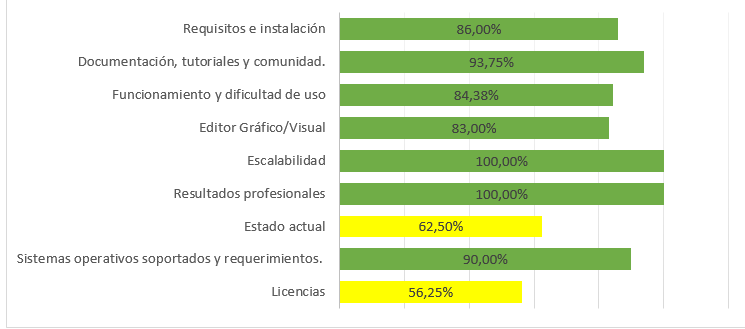 Requisitos e instalación 86,00%
Documentación, tutoriales y comunidad. 93,75%
Funcionamiento y dificultad de uso 84,38%
Editor Gráfico/Visual 83,00%
Escalabilidad 100,00%
Resultados profesionales 100,00%
Estado actual 62,50%
Sistemas operativos soportados y requerimientos. 90,00%
Licencias 56,25%